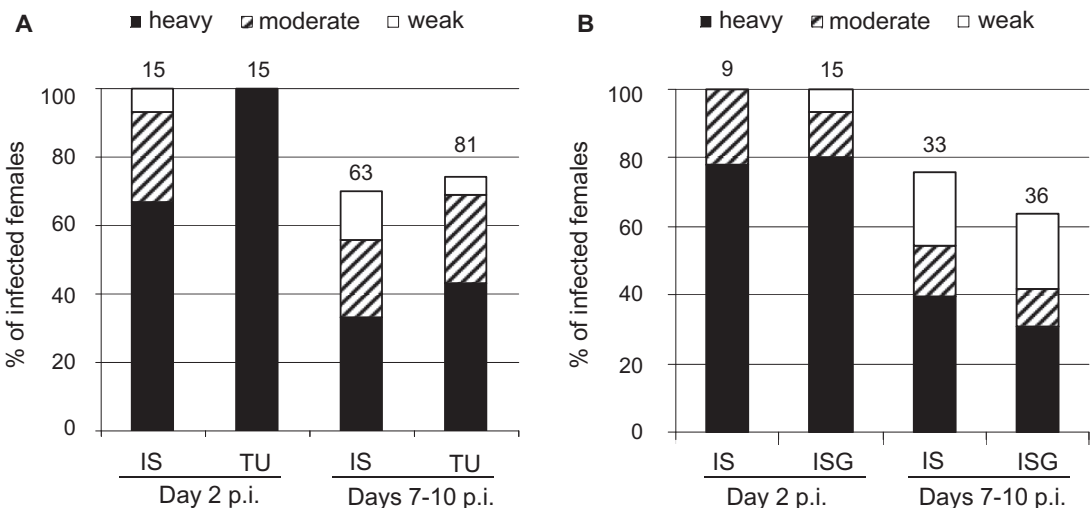 A
■ heavy ▨ moderate □ weak
15 15 63 81
% of infected females
100
80
60
40
20
0
IS TU IS TU
Day 2 p.i. Days 7-10 p.i.
B
■ heavy ▨ moderate □ weak
9 15 33 36
% of infected females
100
80
60
40
20
0
IS ISG IS ISG
Day 2 p.i. Days 7-10 p.i.